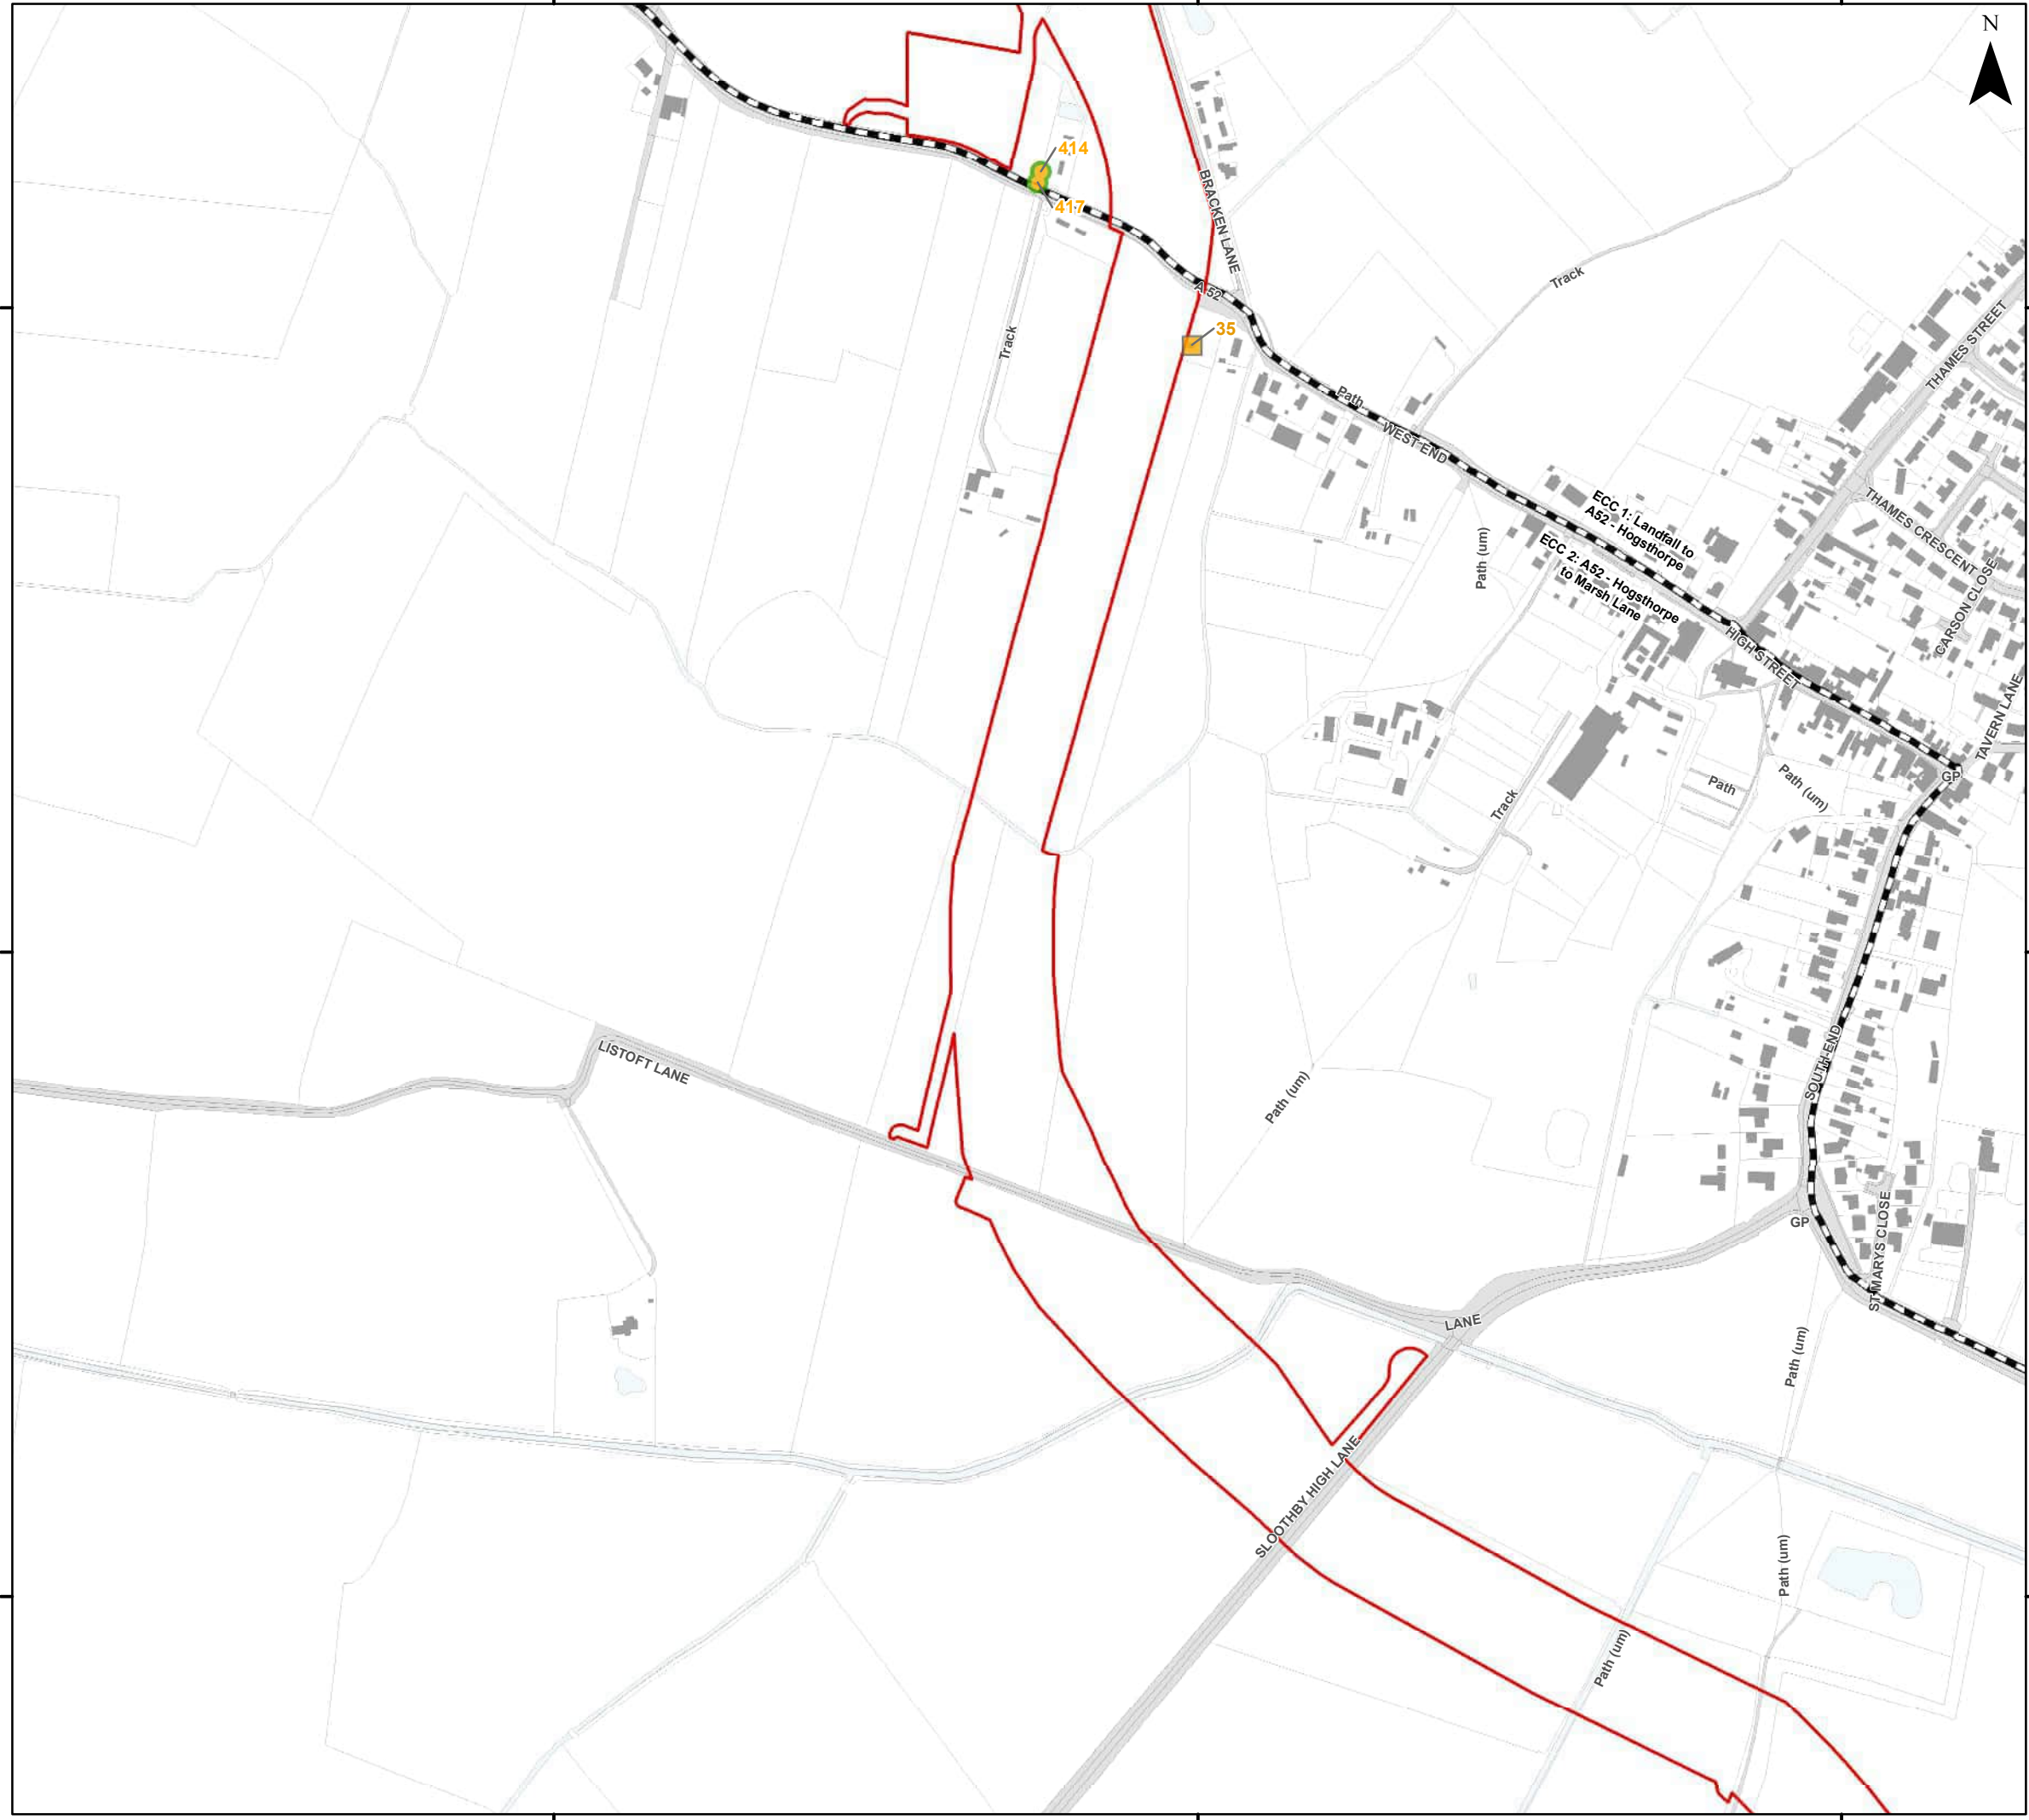 N
414
417
BRACKEN LANE
A 52
35
Track
Track
Path
WEST END
THAMES STREET
THAMES STREET
THAMES CRESCENT
CARSON CLOSE
TAVERN LANE
ECC 1: Landfall to
A52 - Hogsthorpe
ECC 2: A52 - Hogsthorpe
to Marsh Lane
Path (um)
HIGH STREET
GP
Path
Path (um)
Track
LISTOFT LANE
Path (um)
SOUTH END
GP
ST MARYS CLOSE
LANE
Path (um)
SLOOTHBY HIGH LANE
Path (um)
Path (um)